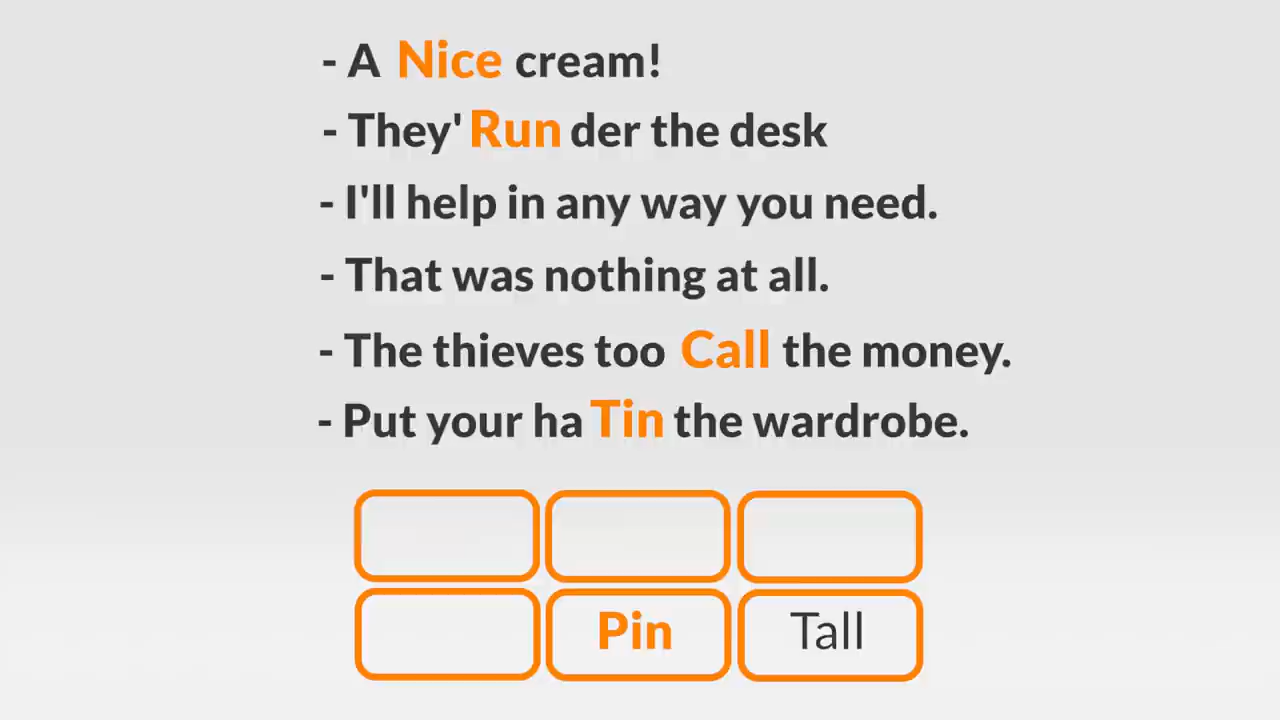 - A Nice cream!
- They'Run der the desk
- I'll help in any way you need.
- That was nothing at all.
- The thieves too Call the money.
- Put your ha Tin the wardrobe.
Pin
Tall